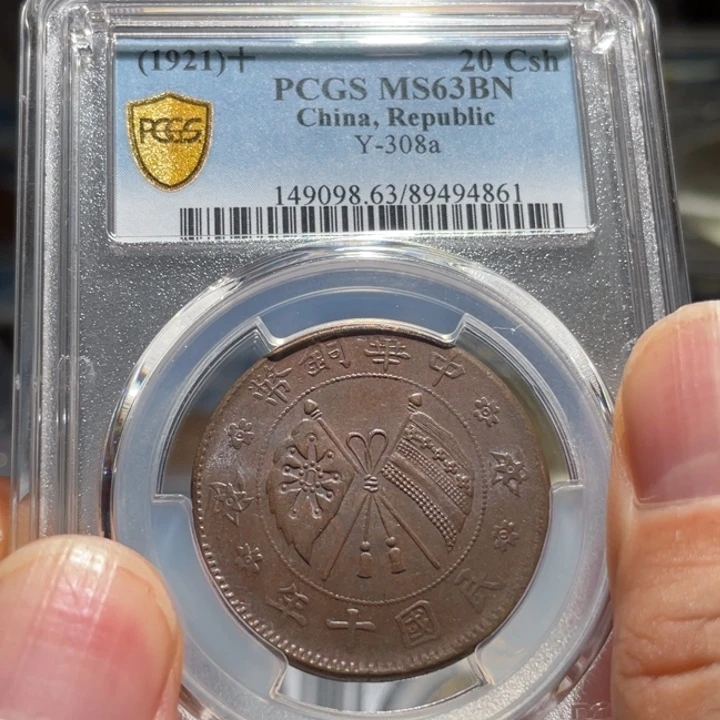 (1921)+ 20 Csh
PCGS MS63BN
China, Republic
Y-308a
PCGS
149098.63/89494861
中華銅幣
民國十年